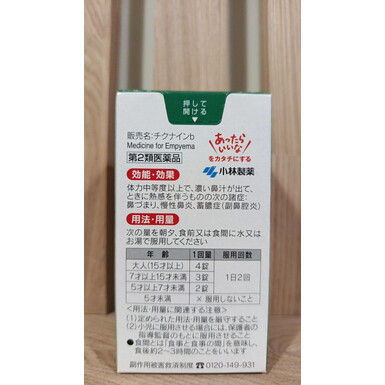 押して
開ける
販売名:チクナインb
Medicine for Empyema
第2類医薬品
あったら
いいな
をカタチにする
小林製薬
効能・効果
体力中等度以上で、濃い鼻汁が出て、
ときに熱感を伴うものの次の諸症:
鼻づまり、慢性鼻炎、蓄膿症(副鼻腔炎)
用法・用量
次の量を朝夕、食前又は食間に水又は
お湯で服用してください
年齢 1回量 服用回数
大人(15才以上) 4錠 1日2回
7才以上15才未満 3錠
5才以上7才未満 2錠
5才未満 × 服用しないこと
<用法・用量に関連する注意>
(1)定められた用法・用量を厳守すること
(2)小児に服用させる場合には、保護者の
指導監督のもとに服用させること
●食間とは「食事と食事の間」を意味し、
食後約2〜3時間のことをいいます
副作用被害救済制度 0120-149-931